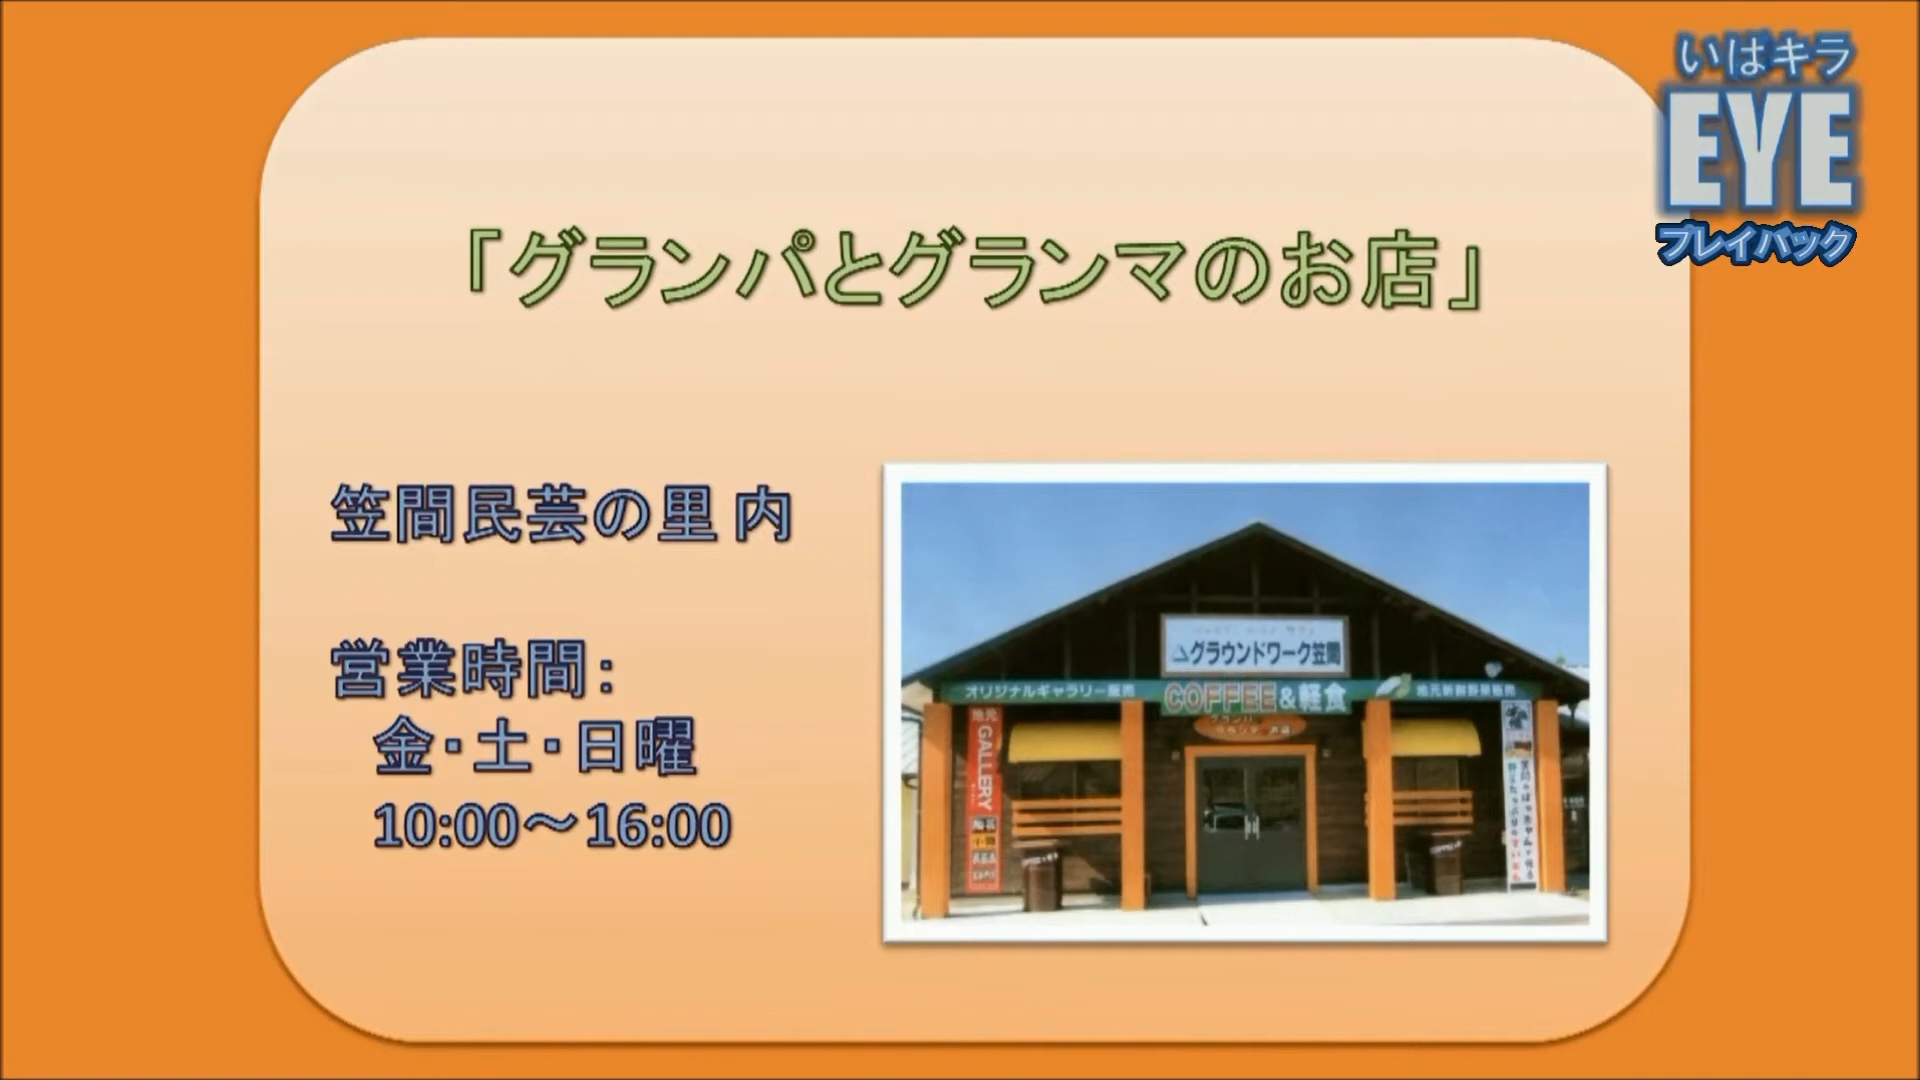 いばキラ
EYE
プレイバック
「グランパとグランマのお店」
笠間民芸の里 内
営業時間:
金・土・日曜
10:00～16:00
グラウンドワーク笠間
オリジナルギャラリー販売
COFFEE&軽食
地元新鮮野菜販売
地元
GALLERY